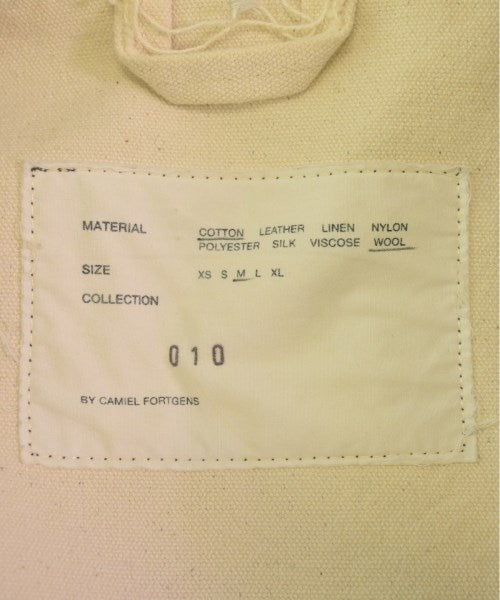 MATERIAL COTTON LEATHER LINEN NYLON
POLYESTER SILK VISCOSE WOOL
SIZE XS S M L XL
COLLECTION
010
BY CAMIEL FORTGENS